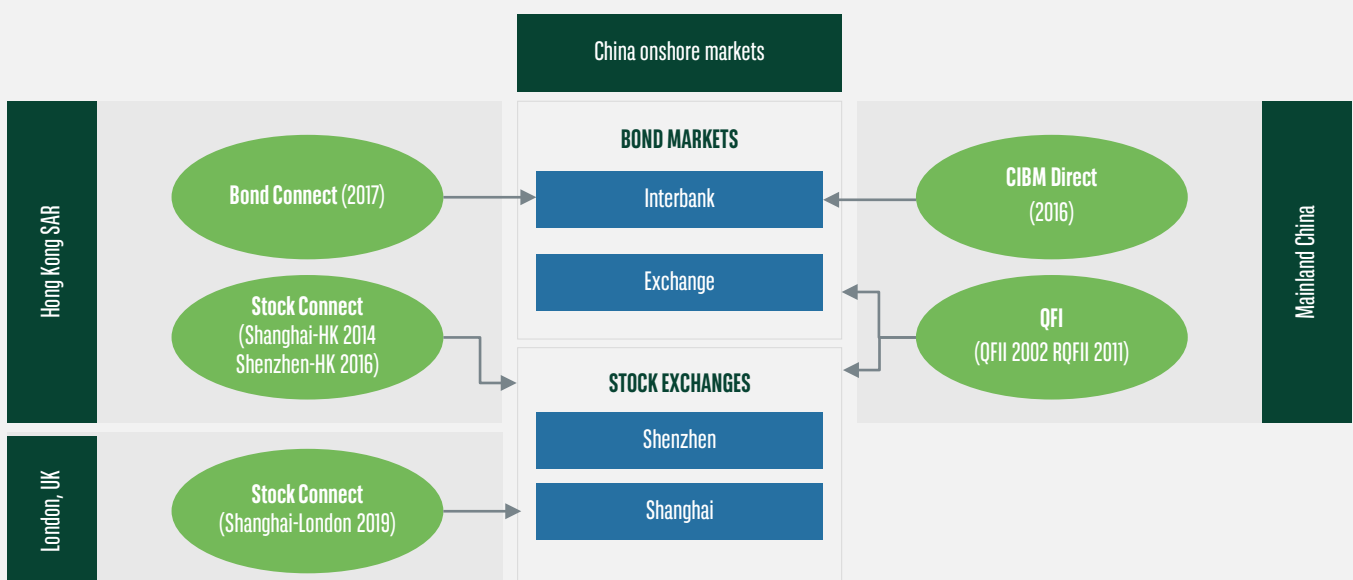 China onshore markets
Hong Kong SAR
Bond Connect (2017)
Stock Connect
(Shanghai-HK 2014
Shenzhen-HK 2016)
BOND MARKETS
Interbank
Exchange
CIBM Direct
(2016)
QFI
(QFII 2002 RQFII 2011)
Mainland China
London, UK
Stock Connect
(Shanghai-London 2019)
STOCK EXCHANGES
Shenzhen
Shanghai